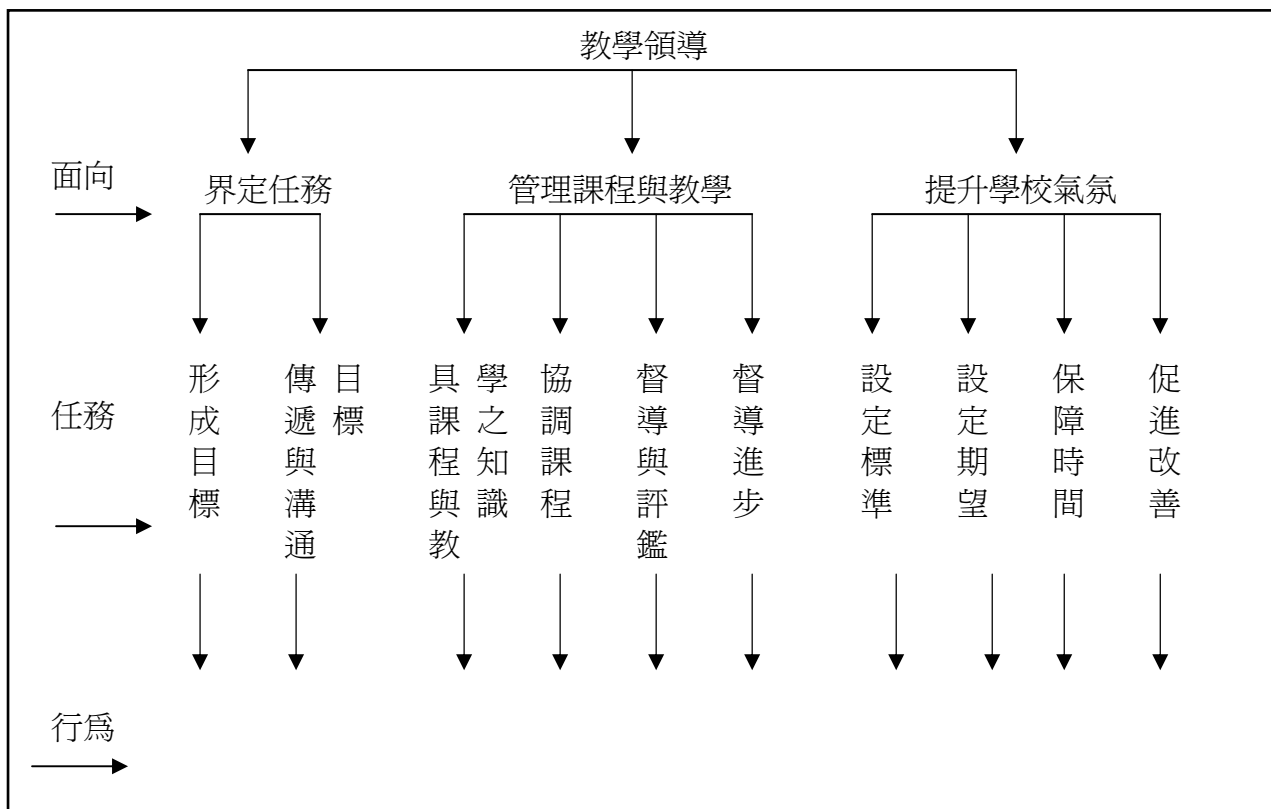 教學領導
面向
界定任務
管理課程與教學
提升學校氣氛
任務
形成目標
傳遞與溝通
目標
具課程與教
學之知識
協調課程
督導與評鑑
督導進步
設定標準
設定期望
保障時間
促進改善
行為